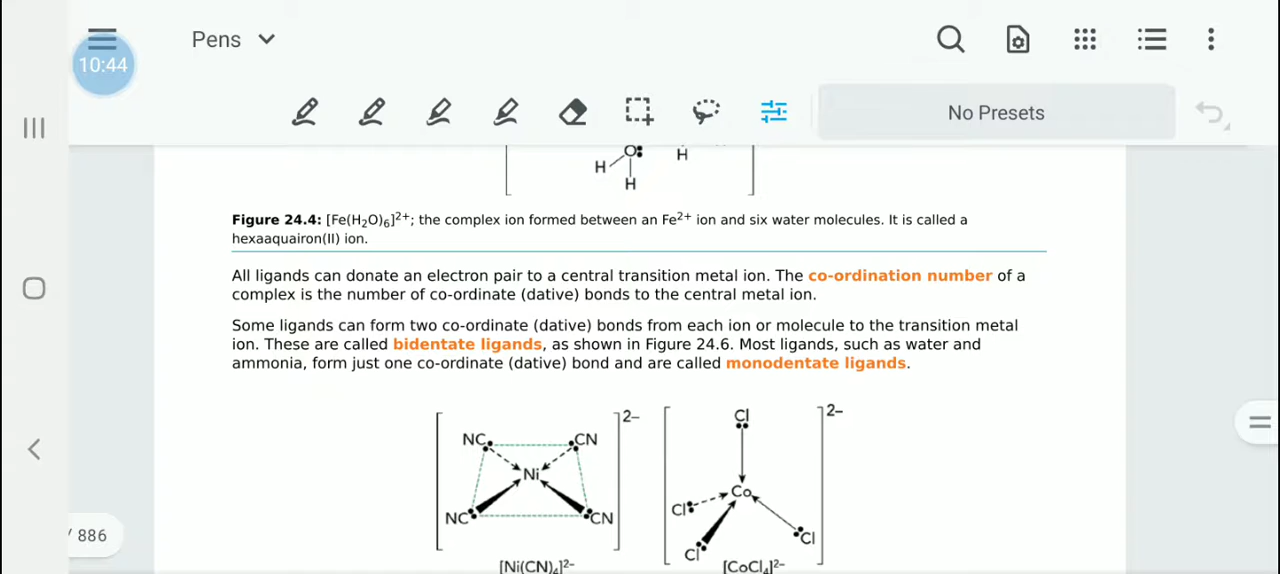 10:44
Pens
No Presets
O:
H
H
H
Figure 24.4: [Fe(H₂O)₆]²⁺; the complex ion formed between an Fe²⁺ ion and six water molecules. It is called a
hexaaquairon(II) ion.
All ligands can donate an electron pair to a central transition metal ion. The co-ordination number of a
complex is the number of co-ordinate (dative) bonds to the central metal ion.
Some ligands can form two co-ordinate (dative) bonds from each ion or molecule to the transition metal
ion. These are called bidentate ligands, as shown in Figure 24.6. Most ligands, such as water and
ammonia, form just one co-ordinate (dative) bond and are called monodentate ligands.
2–
NC
CN
Ni
NC
CN
[Ni(CN)₄]²⁻
2–
Cl
Co
Cl
Cl
Cl
[CoCl₄]²⁻
/ 886